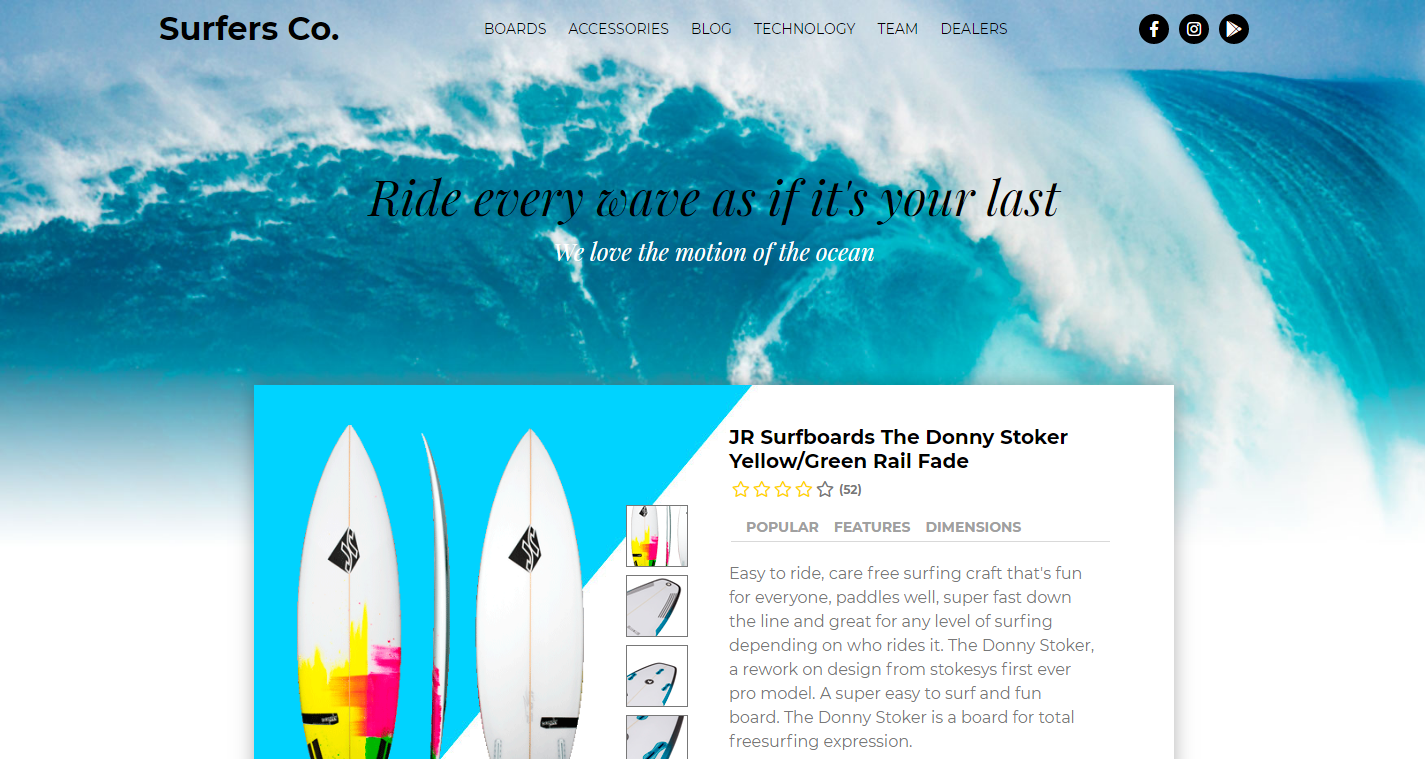 Surfers Co.
BOARDS ACCESSORIES BLOG TECHNOLOGY TEAM DEALERS
Ride every wave as if it's your last
We love the motion of the ocean
JR Surfboards The Donny Stoker
Yellow/Green Rail Fade
(52)
POPULAR FEATURES DIMENSIONS
Easy to ride, care free surfing craft that's fun
for everyone, paddles well, super fast down
the line and great for any level of surfing
depending on who rides it. The Donny Stoker,
a rework on design from stokesys first ever
pro model. A super easy to surf and fun
board. The Donny Stoker is a board for total
freesurfing expression.